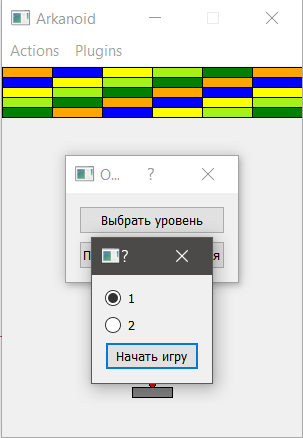 Arkanoid
Actions Plugins
О... ?
Выбрать уровень
?
1
2
Начать игру